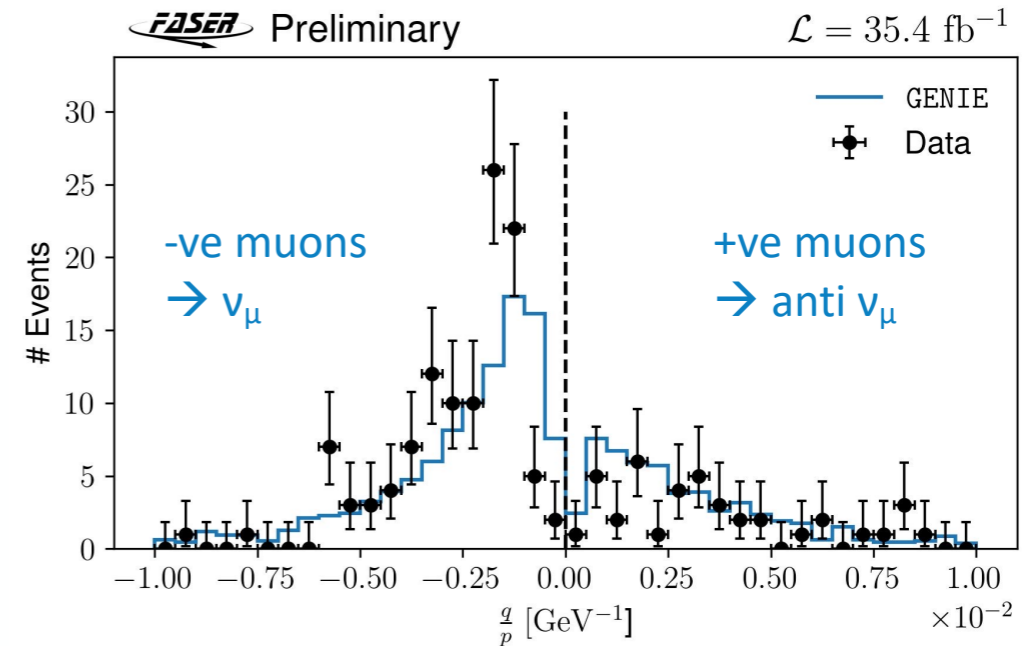 FASER Preliminary
ℒ = 35.4 fb⁻¹
GENIE
Data
-ve muons
→ νμ
+ve muons
→ anti νμ
# Events
30
25
20
15
10
5
0
−1.00 −0.75 −0.50 −0.25 0.00 0.25 0.50 0.75 1.00
×10⁻²
q/p [GeV⁻¹]